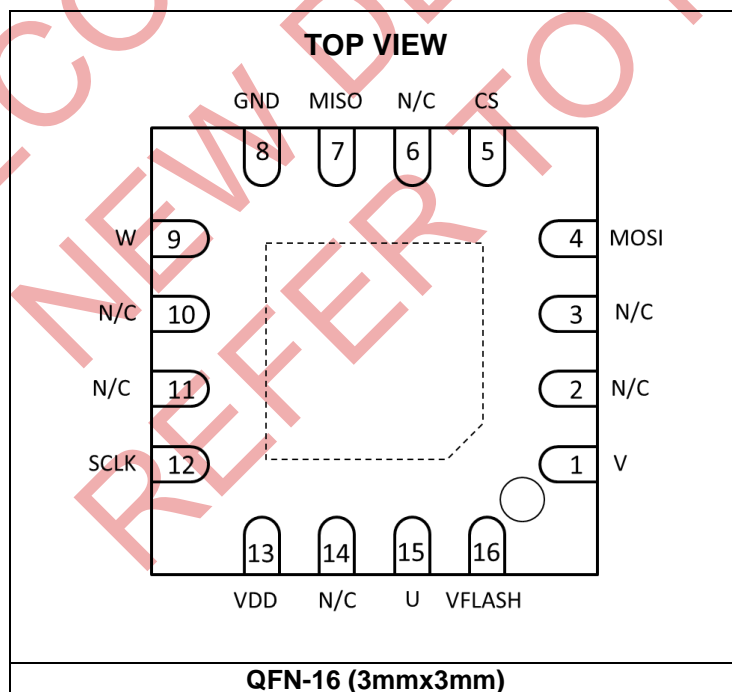 TOP VIEW
GND MISO N/C CS
8 7 6 5
W 9 4 MOSI
N/C 10 3 N/C
N/C 11 2 N/C
SCLK 12 1 V
13 14 15 16
VDD N/C U VFLASH
QFN-16 (3mmx3mm)
NEW
REFER TO